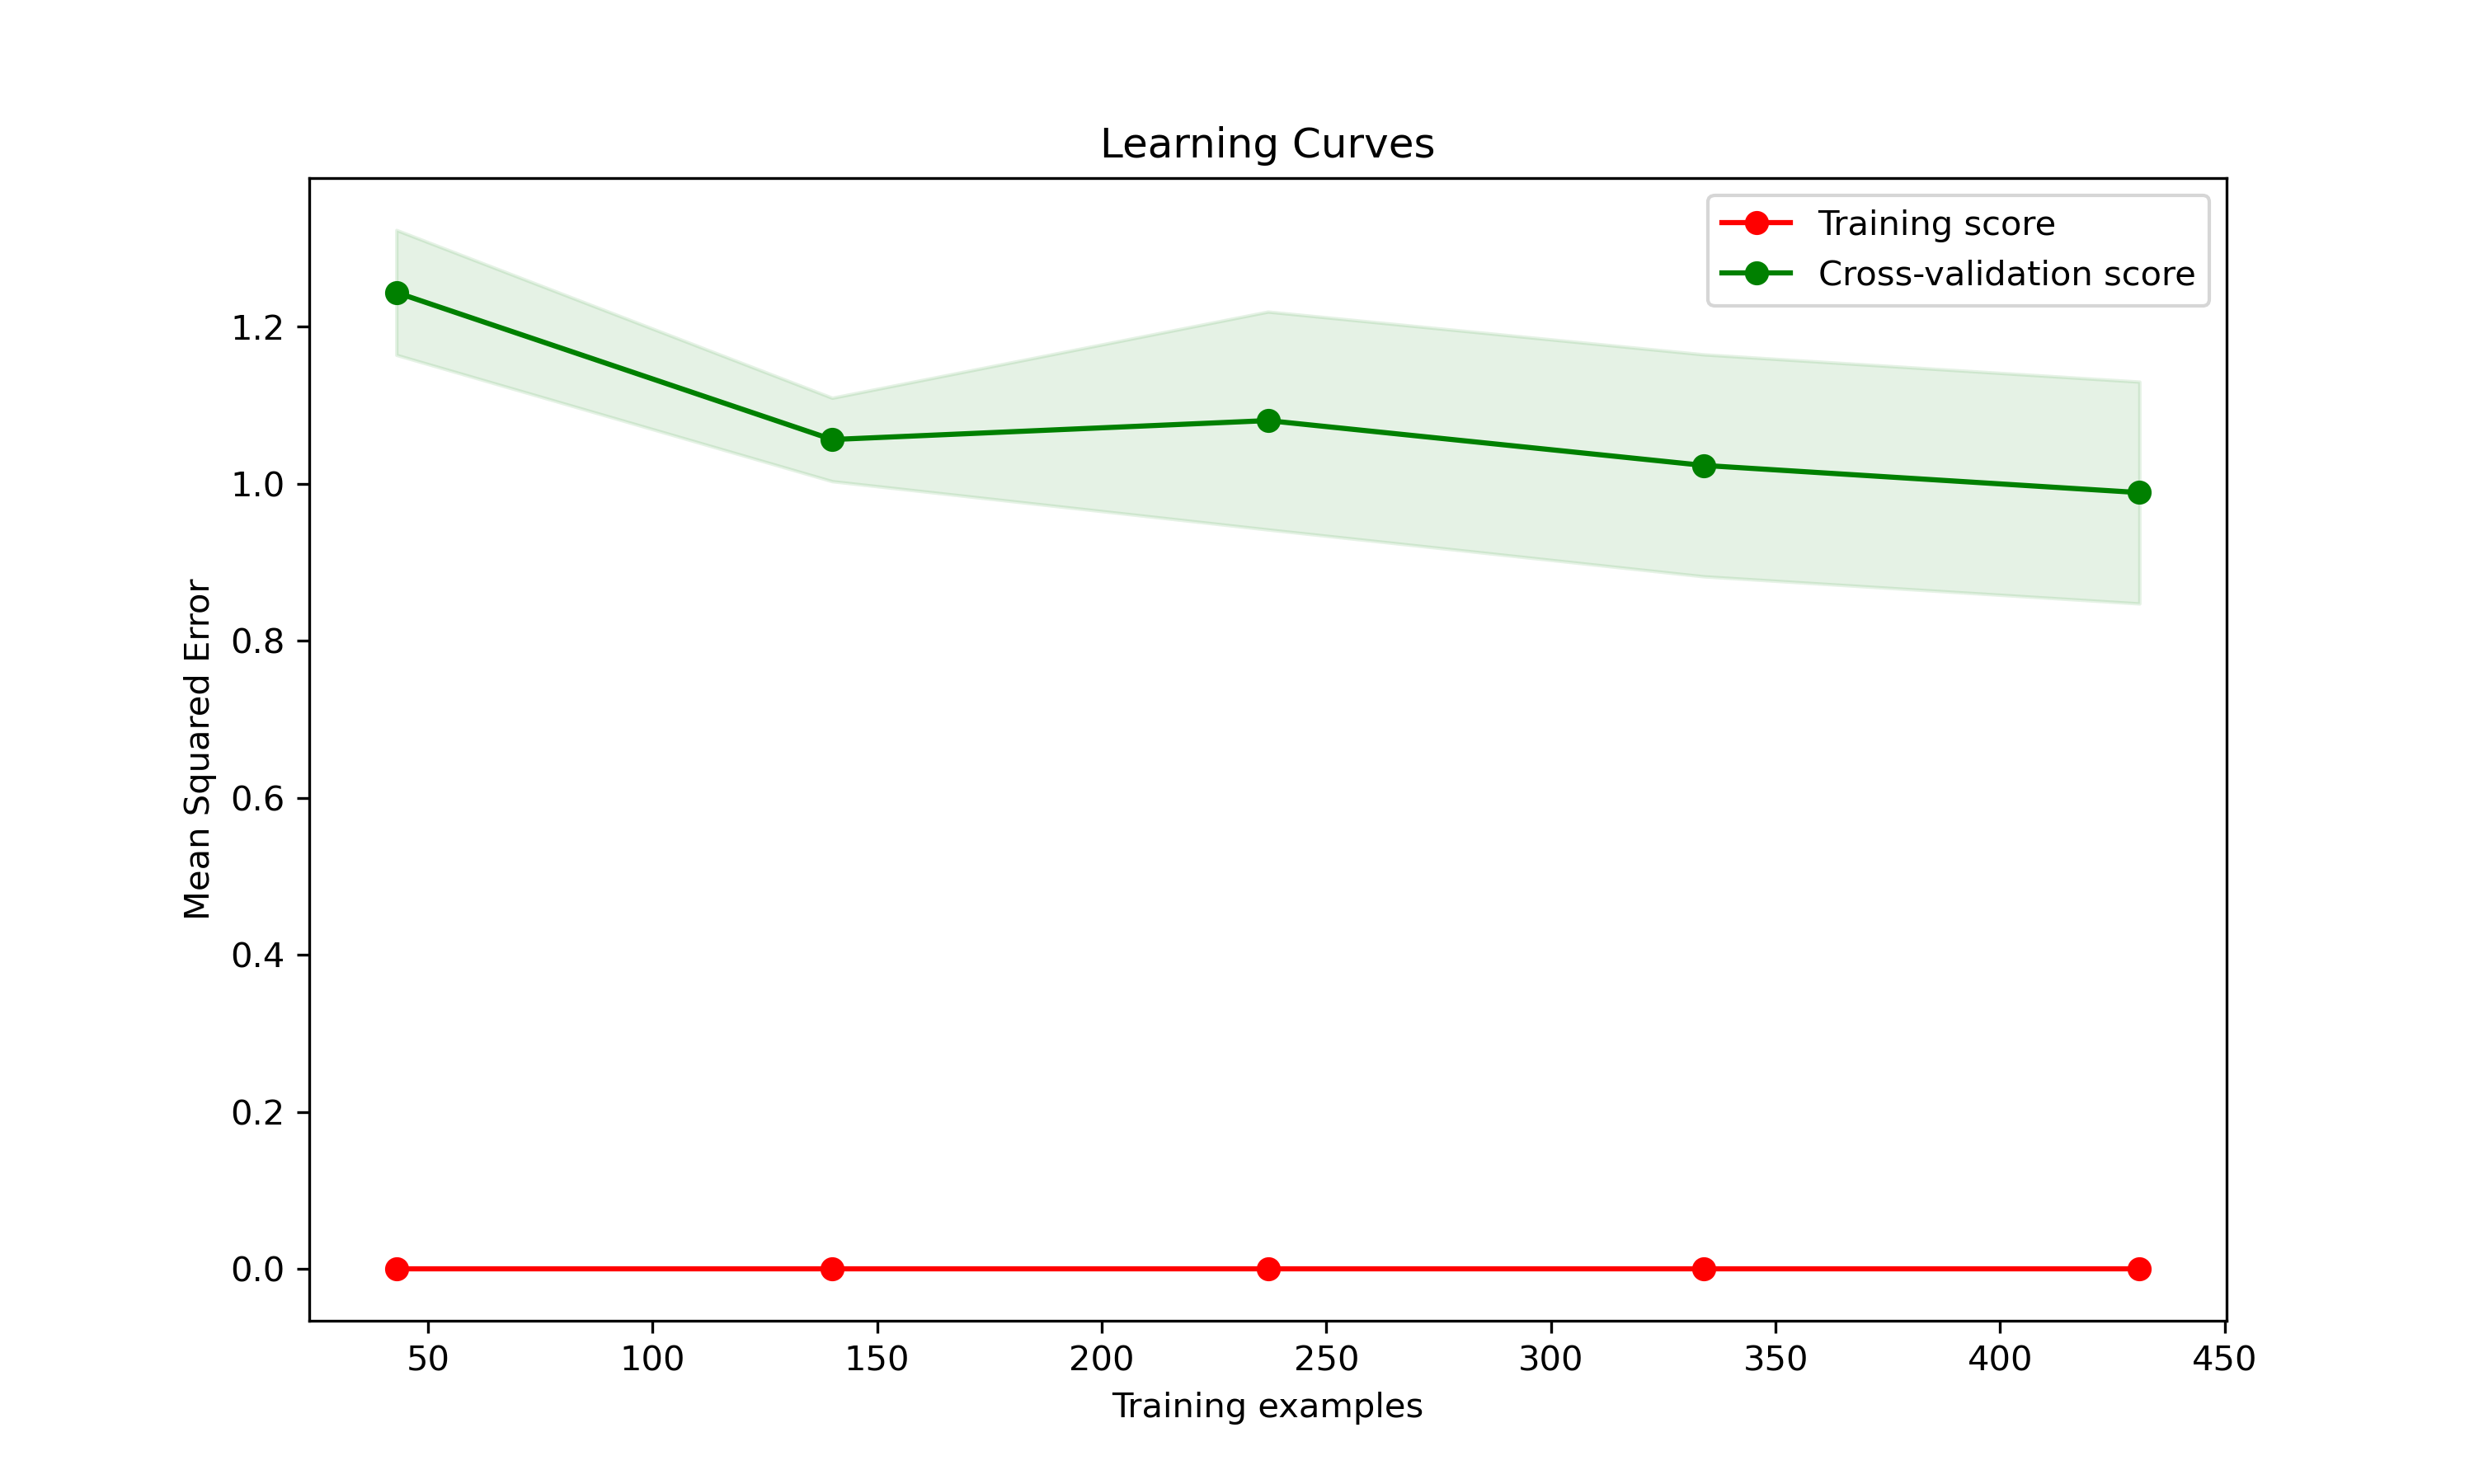 Learning Curves
Training score
Cross-validation score
Mean Squared Error
1.2
1.0
0.8
0.6
0.4
0.2
0.0
50 100 150 200 250 300 350 400 450
Training examples